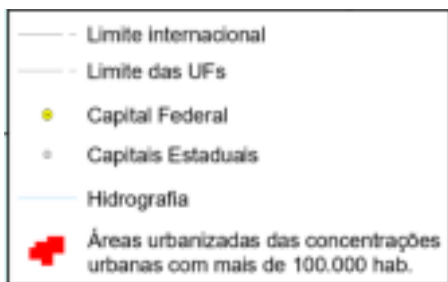 Limite internacional
Limite das UFs
Capital Federal
Capitais Estaduais
Hidrografia
Áreas urbanizadas das concentrações
urbanas com mais de 100.000 hab.